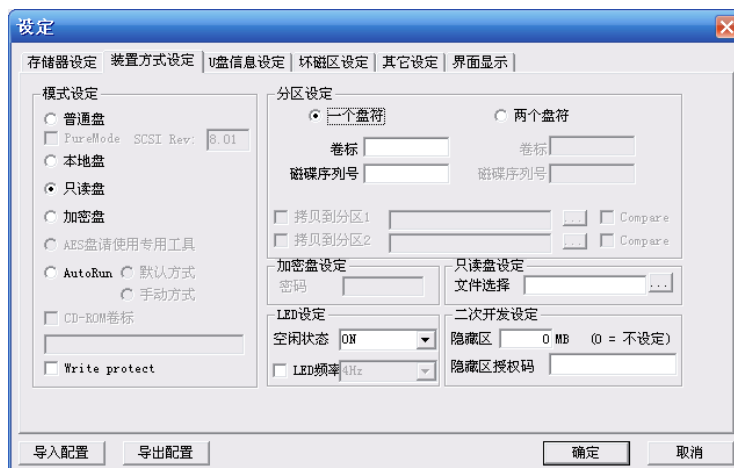 设定
存储器设定 装置方式设定 U盘信息设定 坏磁区设定 其它设定 界面显示
模式设定
普通盘
PureMode SCSI Rev: 8.01
本地盘
只读盘
加密盘
AES盘请使用专用工具
AutoRun 默认方式
手动方式
CD-ROM卷标
Write protect
分区设定
一个盘符 两个盘符
卷标 卷标
磁碟序列号 磁碟序列号
拷贝到分区1 ... Compare
拷贝到分区2 ... Compare
加密盘设定
密码
只读盘设定
文件选择 ...
LED设定
空闲状态 ON
LED频率 4Hz
二次开发设定
隐藏区 0 MB (0 = 不设定)
隐藏区授权码
导入配置 导出配置 确定 取消